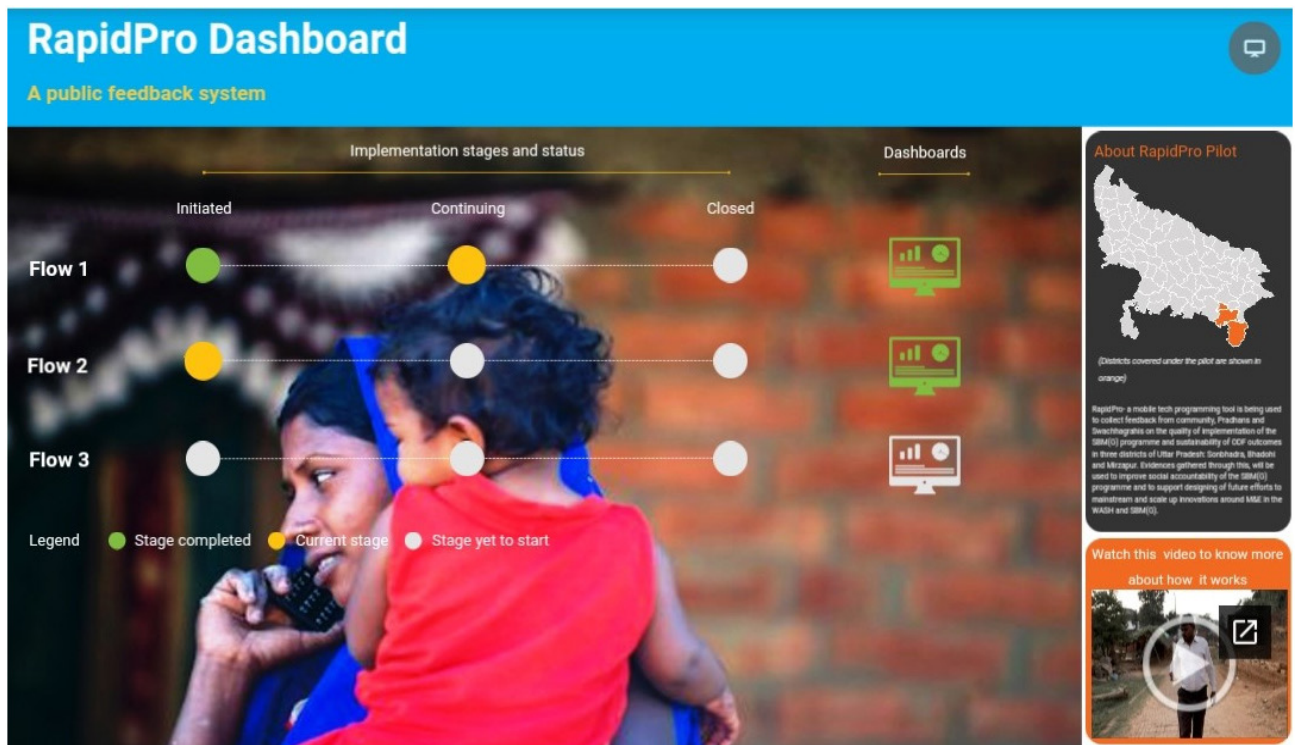 RapidPro Dashboard
A public feedback system
Implementation stages and status
Dashboards
Initiated
Continuing
Closed
Flow 1
Flow 2
Flow 3
Legend
Stage completed
Current stage
Stage yet to start
About RapidPro Pilot
(Districts covered under the pilot are shown in
orange)
RapidPro- a mobile tech programming tool is being used
to collect feedback from community, Pradhans and
Swachhagrahis on the quality of implementation of the
SBM(G) programme and sustainability of ODF outcomes
in three districts of Uttar Pradesh: Sonbhadra, Bhadohi
and Mirzapur. Evidences gathered through this, will be
used to improve social accountability of the SBM(G)
programme and to support designing of future efforts to
mainstream and scale up innovations around M&E in the
WASH and SBM(G).
Watch this video to know more
about how it works